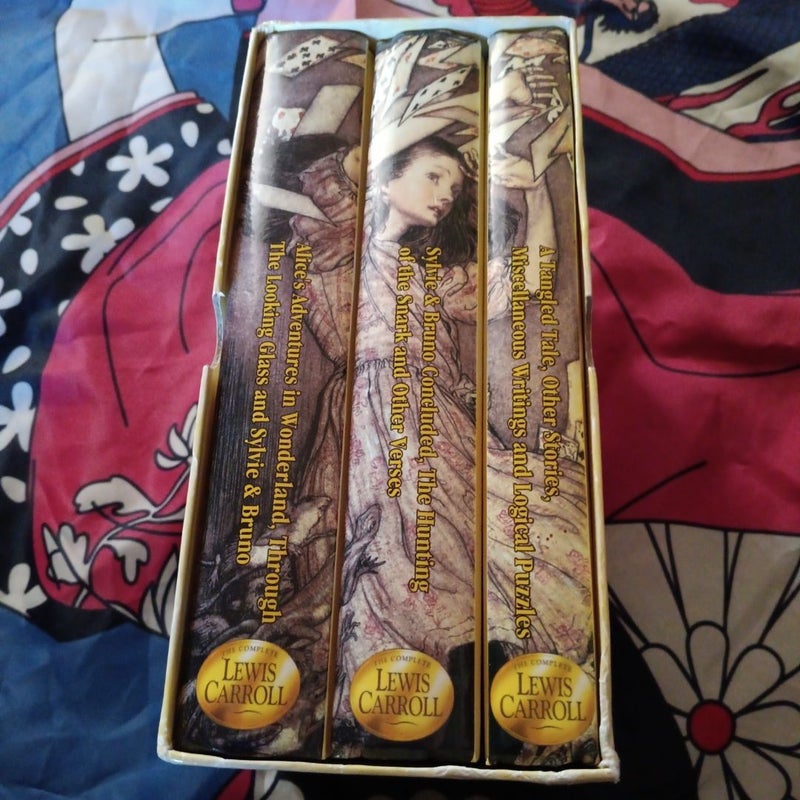 Alice's Adventures in Wonderland, Through
The Looking Glass and Sylvie & Bruno
THE COMPLETE
LEWIS
CARROLL
Sylvie & Bruno Concluded, The Hunting
of the Snark and Other Verses
THE COMPLETE
LEWIS
CARROLL
A Tangled Tale, Other Stories,
Miscellaneous Writings and Logical Puzzles
THE COMPLETE
LEWIS
CARROLL